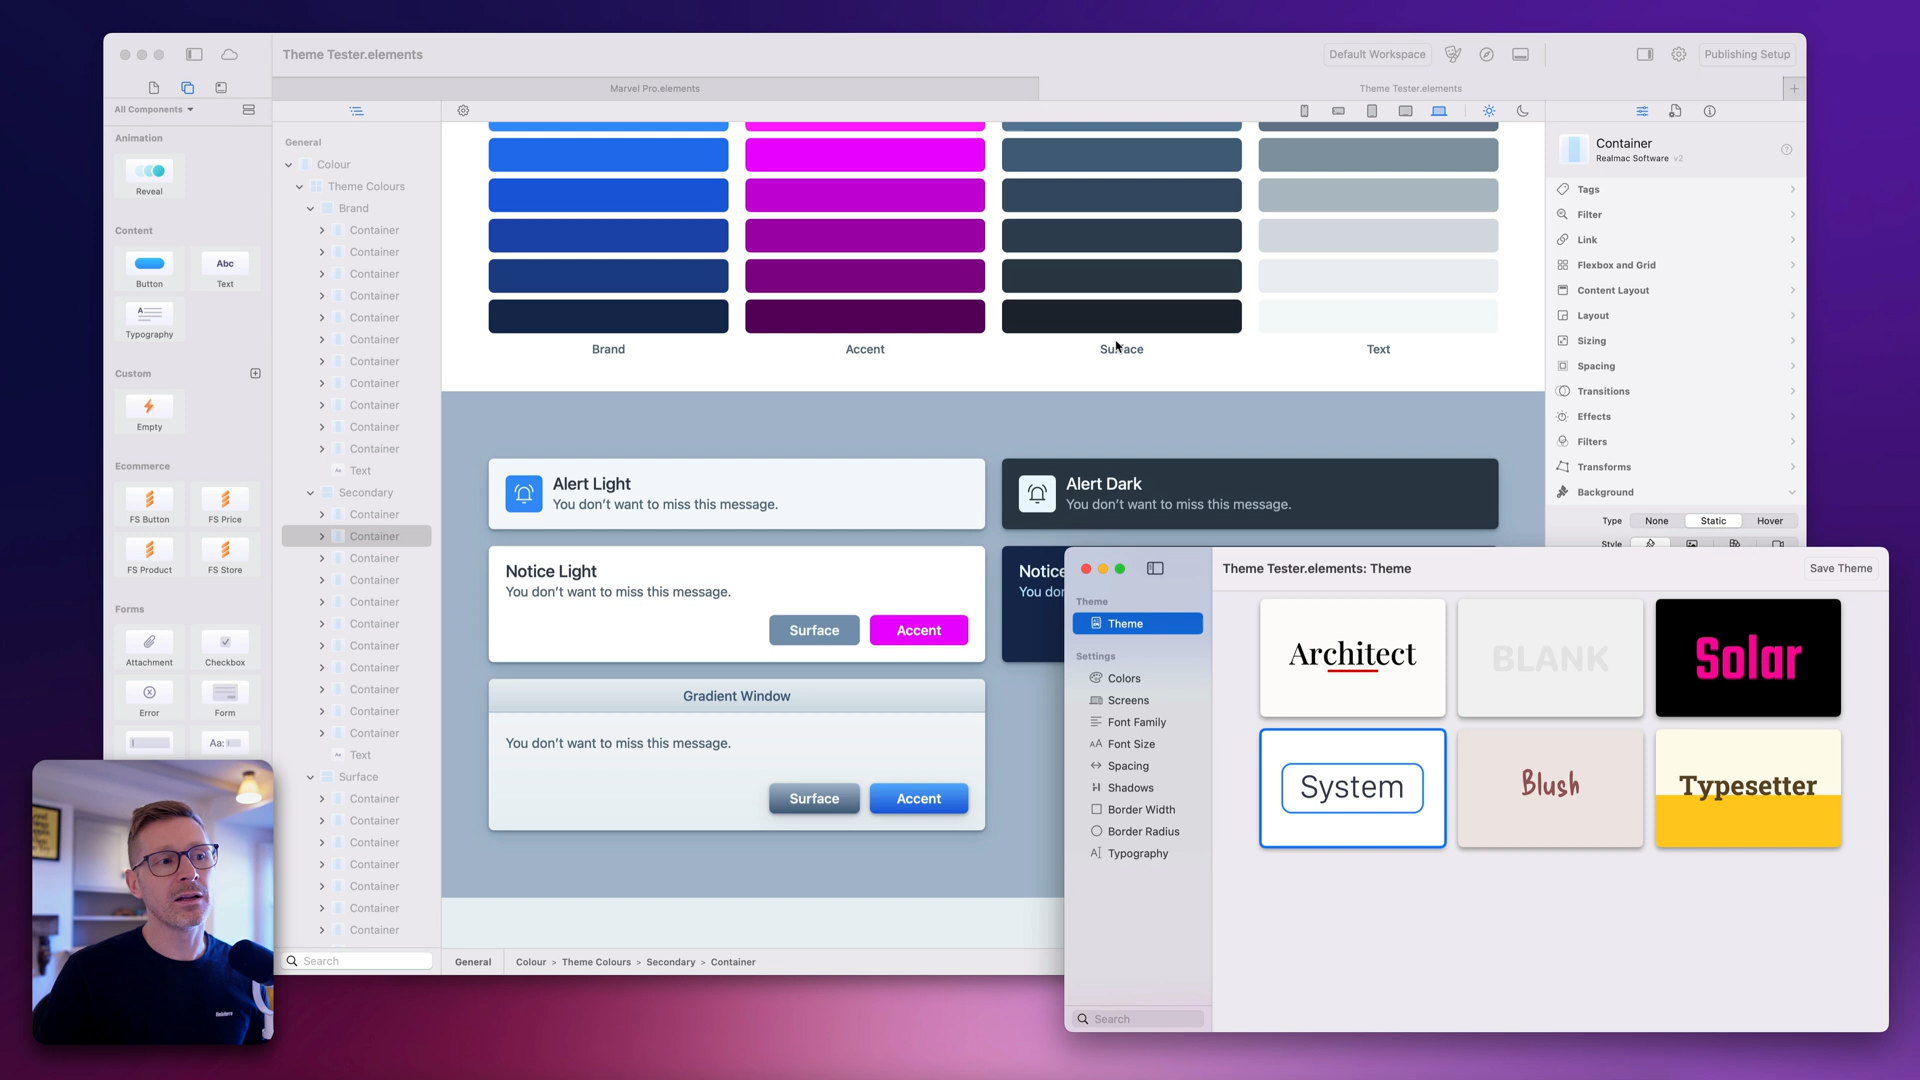 Theme Tester.elements
Default Workspace
Publishing Setup
Marvel Pro.elements
Theme Tester.elements
All Components
Animation
Reveal
Content
Button
Abc
Text
Typography
Custom
Empty
Ecommerce
FS Button
FS Price
FS Product
FS Store
Forms
Attachment
Checkbox
Error
Form
Aa:
General
Colour
Theme Colours
Brand
Container
Container
Container
Container
Container
Container
Container
Container
Container
Container
Container
Text
Secondary
Container
Container
Container
Container
Container
Container
Container
Container
Container
Container
Container
Text
Surface
Container
Container
Container
Container
Container
Container
Container
Search
Brand
Accent
Surface
Text
Alert Light
You don't want to miss this message.
Alert Dark
You don't want to miss this message.
Notice Light
You don't want to miss this message.
Surface
Accent
Notice
You don
Gradient Window
You don't want to miss this message.
Surface
Accent
General
Colour > Theme Colours > Secondary > Container
Container
Realmac Software v2
Tags
Filter
Link
Flexbox and Grid
Content Layout
Layout
Sizing
Spacing
Transitions
Effects
Filters
Transforms
Background
Type
None
Static
Hover
Style
Theme Tester.elements: Theme
Save Theme
Theme
Theme
Settings
Colors
Screens
Font Family
Font Size
Spacing
Shadows
Border Width
Border Radius
Typography
Search
Architect
BLANK
Solar
System
Blush
Typesetter